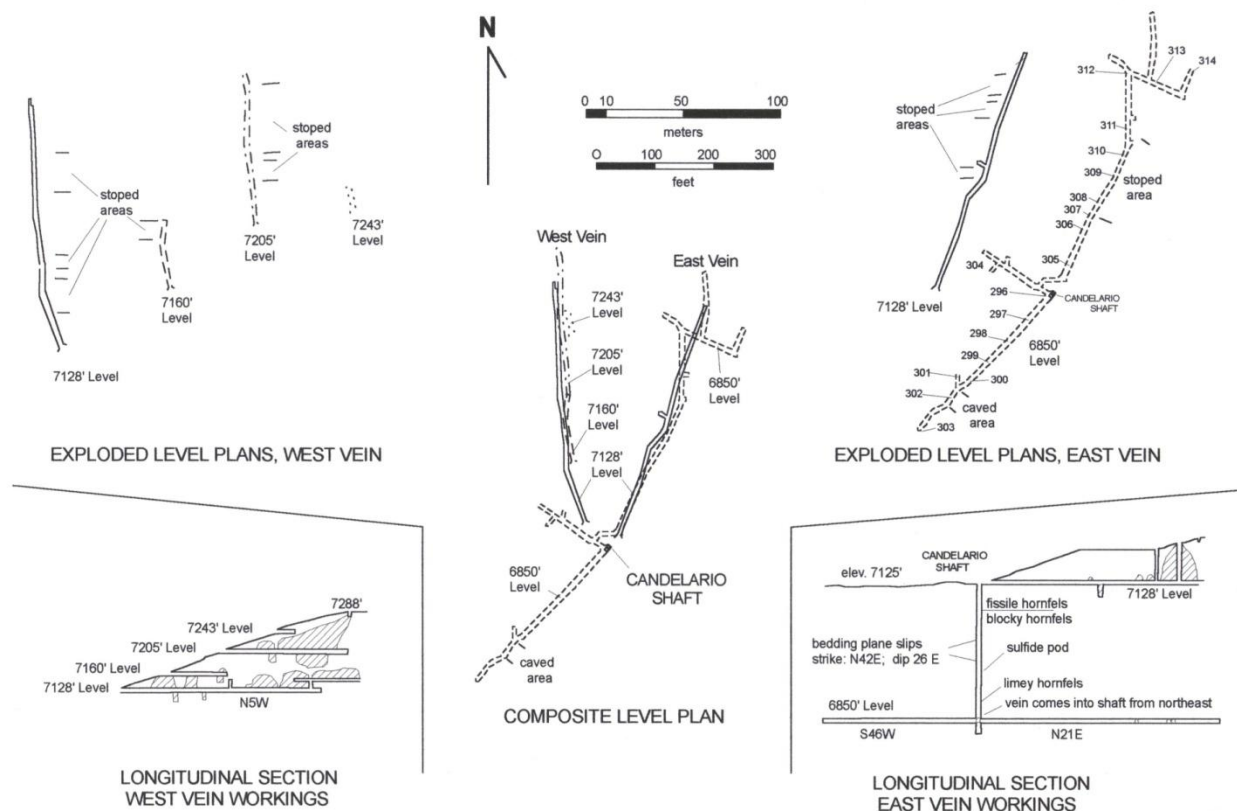 stoped
areas
stoped
areas
7128' Level
7160'
Level
7205'
Level
7243'
Level
EXPLODED LEVEL PLANS, WEST VEIN
N
0 10 50 100
meters
O 100 200 300
feet
West Vein
East Vein
7243'
Level
7205'
Level
7160'
Level
7128'
Level
6850'
Level
6850'
Level
CANDELARIO
SHAFT
caved
area
COMPOSITE LEVEL PLAN
stoped
areas
7128' Level
312
313
314
311
310
309
stoped
area
308
307
306
305
304
296
CANDELARIO
SHAFT
297
298
6850'
Level
299
301
300
302
caved
area
303
EXPLODED LEVEL PLANS, EAST VEIN
7288'
7243' Level
7205' Level
7160' Level
7128' Level
N5W
LONGITUDINAL SECTION
WEST VEIN WORKINGS
CANDELARIO
SHAFT
elev. 7125'
7128' Level
fissile hornfels
blocky hornfels
bedding plane slips
strike: N42E; dip 26 E
sulfide pod
limey hornfels
6850' Level
vein comes into shaft from northeast
S46W
N21E
LONGITUDINAL SECTION
EAST VEIN WORKINGS